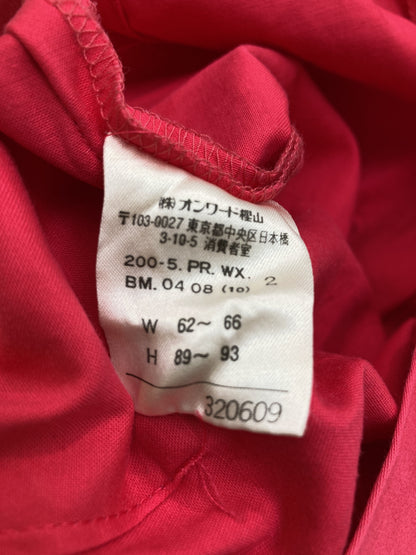 ㈱オンワード樫山
〒103-0027 東京都中央区日本橋
3-10-5 消費者室
200-5. PR. WX. 2
BM. 04 08 (10)
W 62〜 66
H 89〜 93
320609